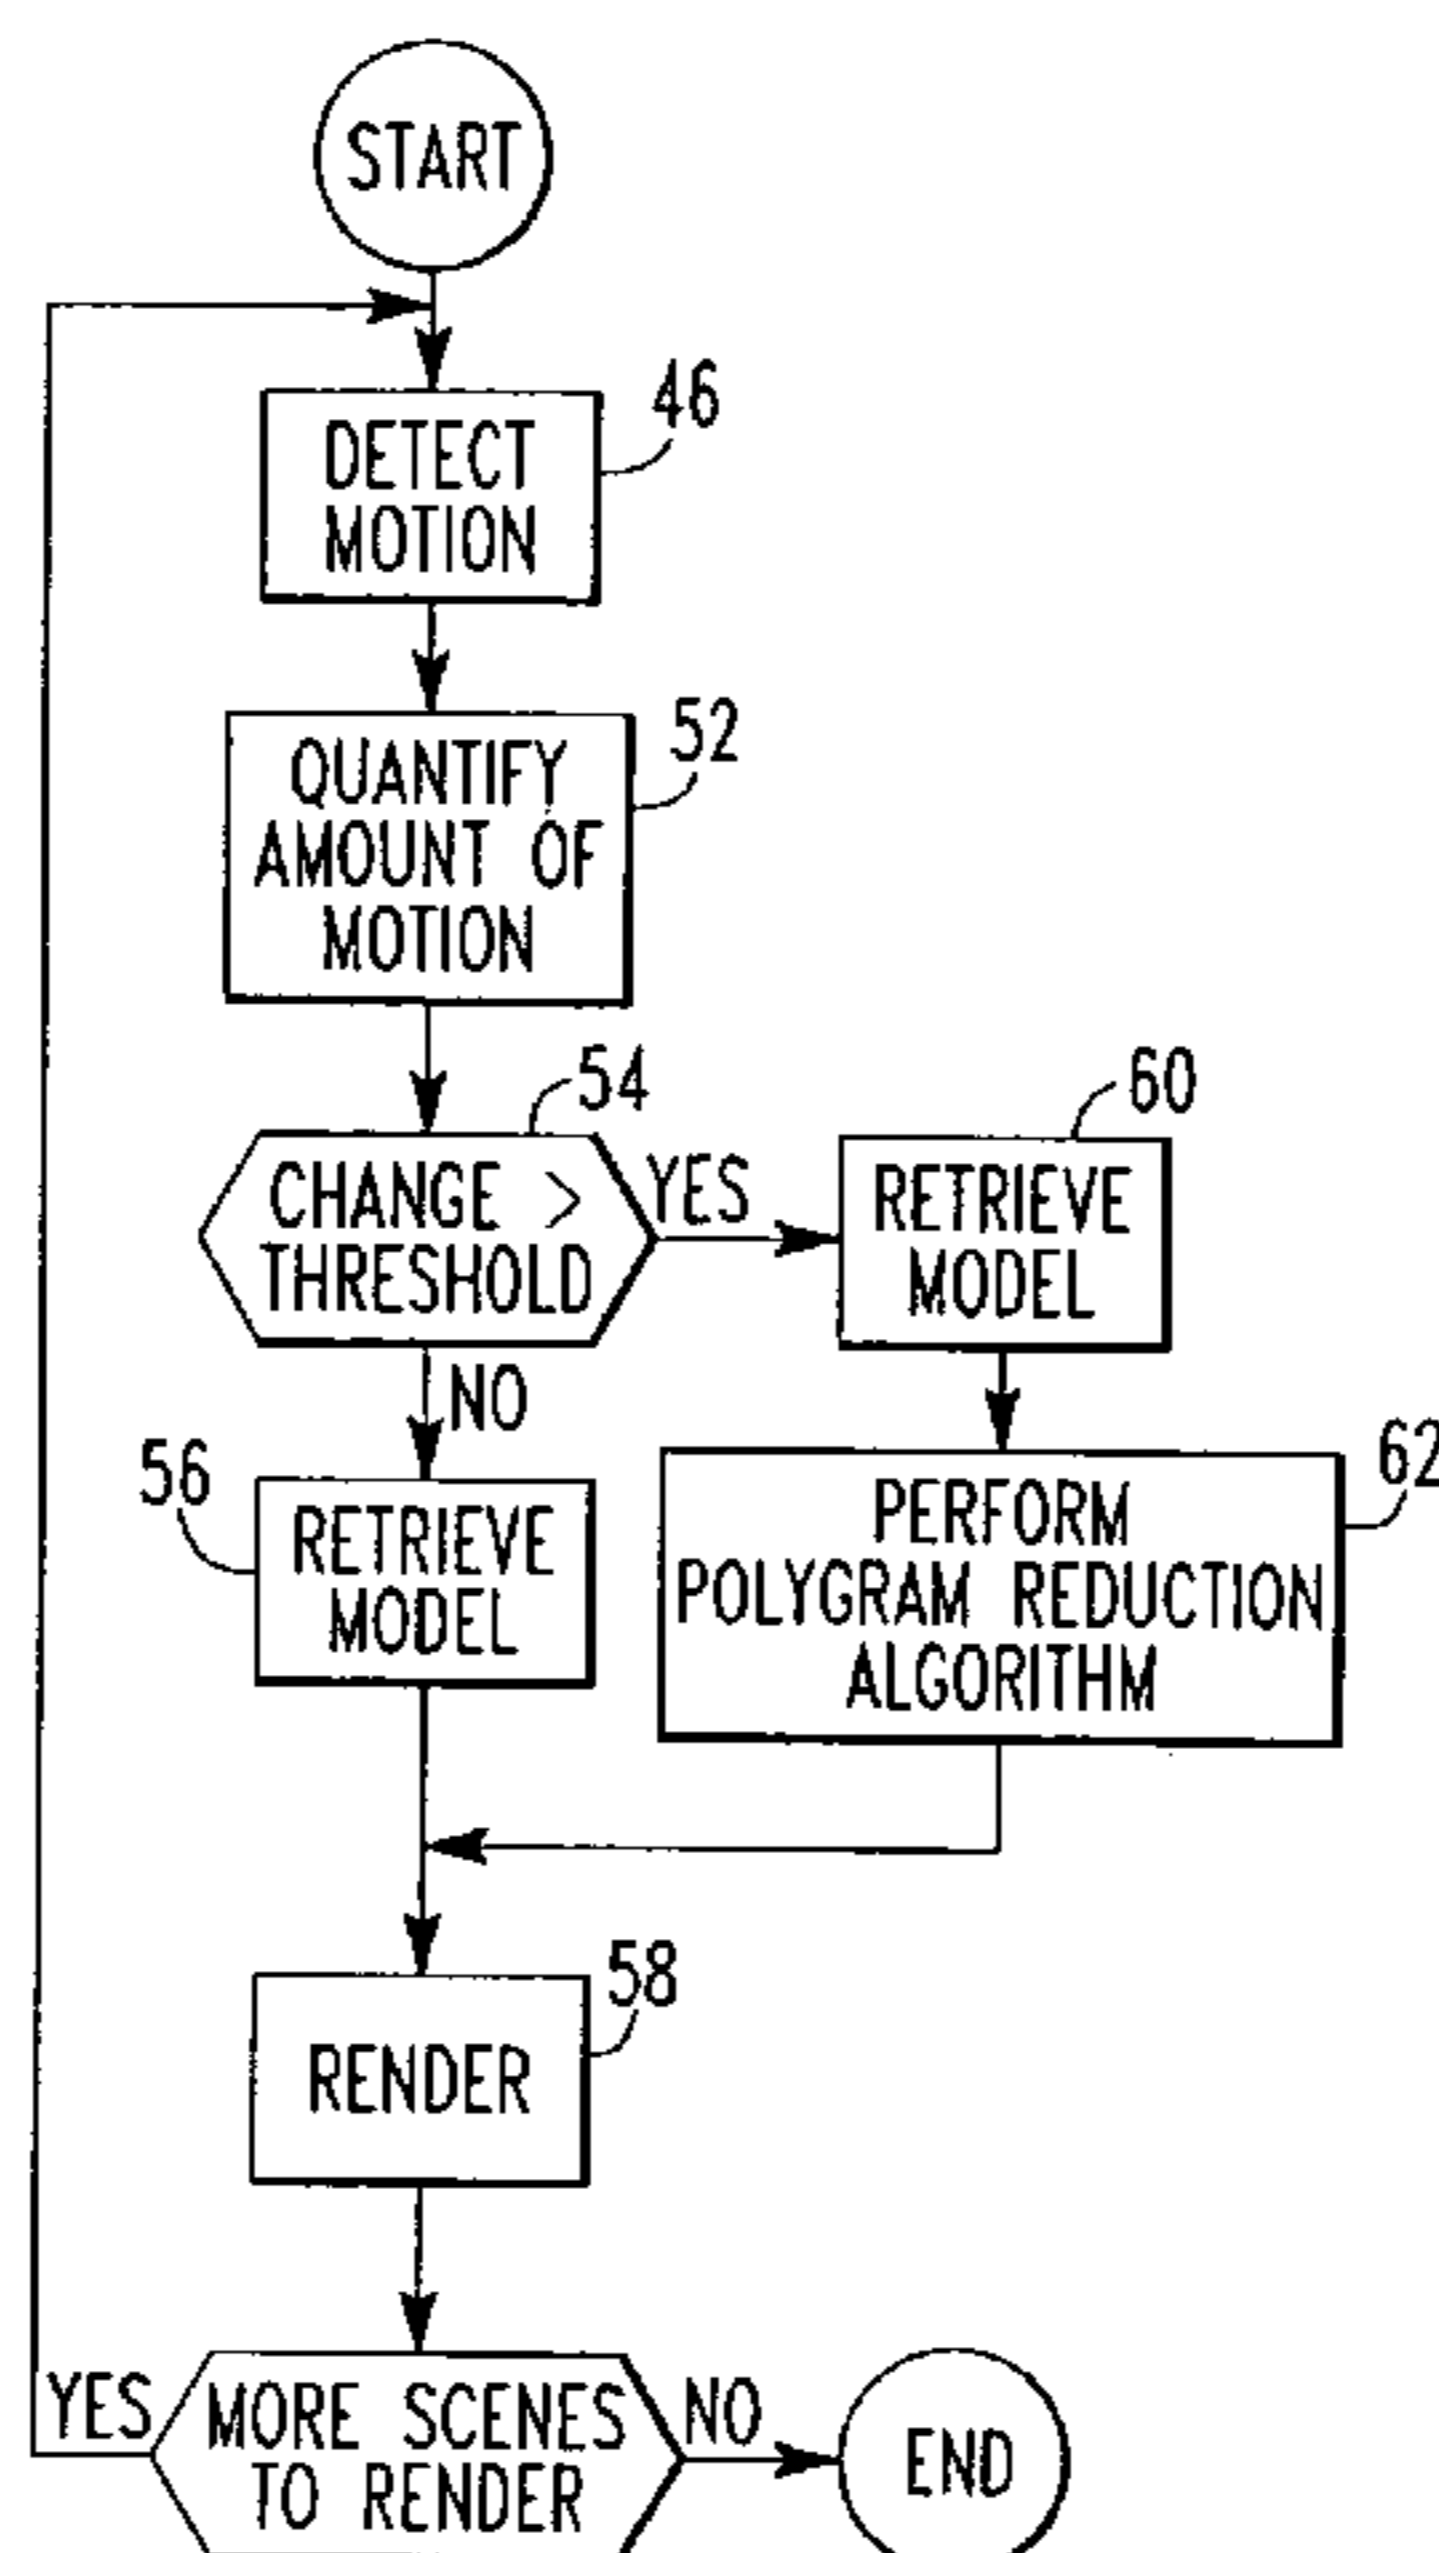 START
46
DETECT
MOTION
52
QUANTIFY
AMOUNT OF
MOTION
54
CHANGE >
THRESHOLD
YES
60
RETRIEVE
MODEL
NO
56
RETRIEVE
MODEL
62
PERFORM
POLYGRAM REDUCTION
ALGORITHM
58
RENDER
YES
MORE SCENES
TO RENDER
NO
END